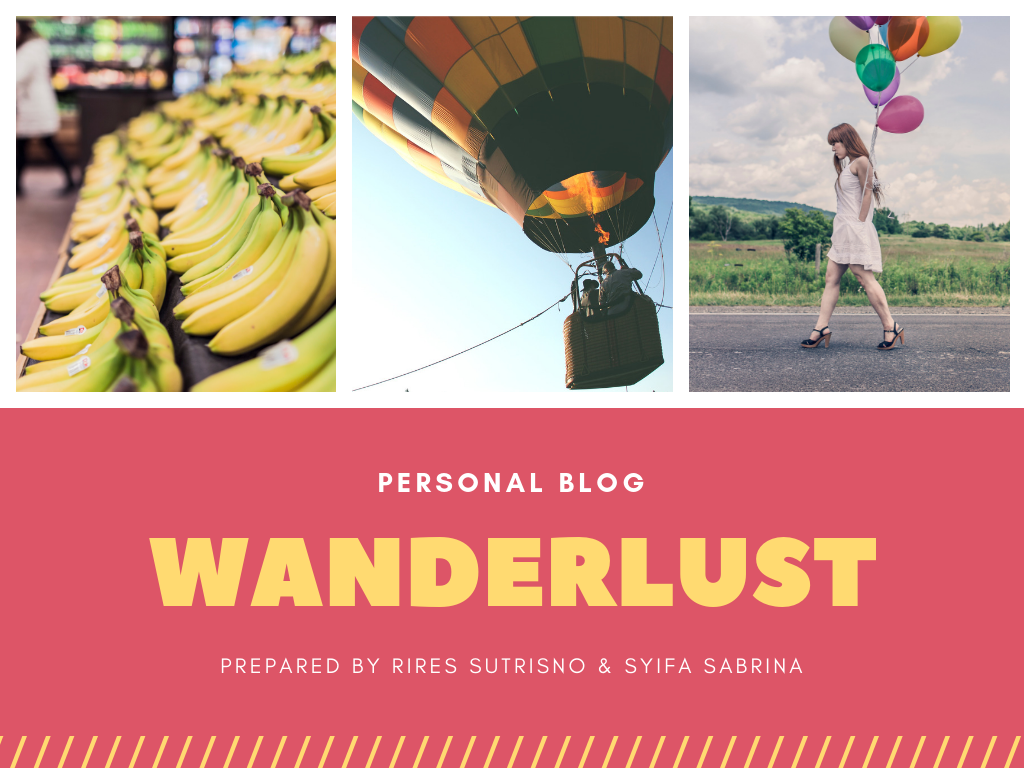 PERSONAL BLOG
WANDERLUST
PREPARED BY RIRES SUTRISNO & SYIFA SABRINA